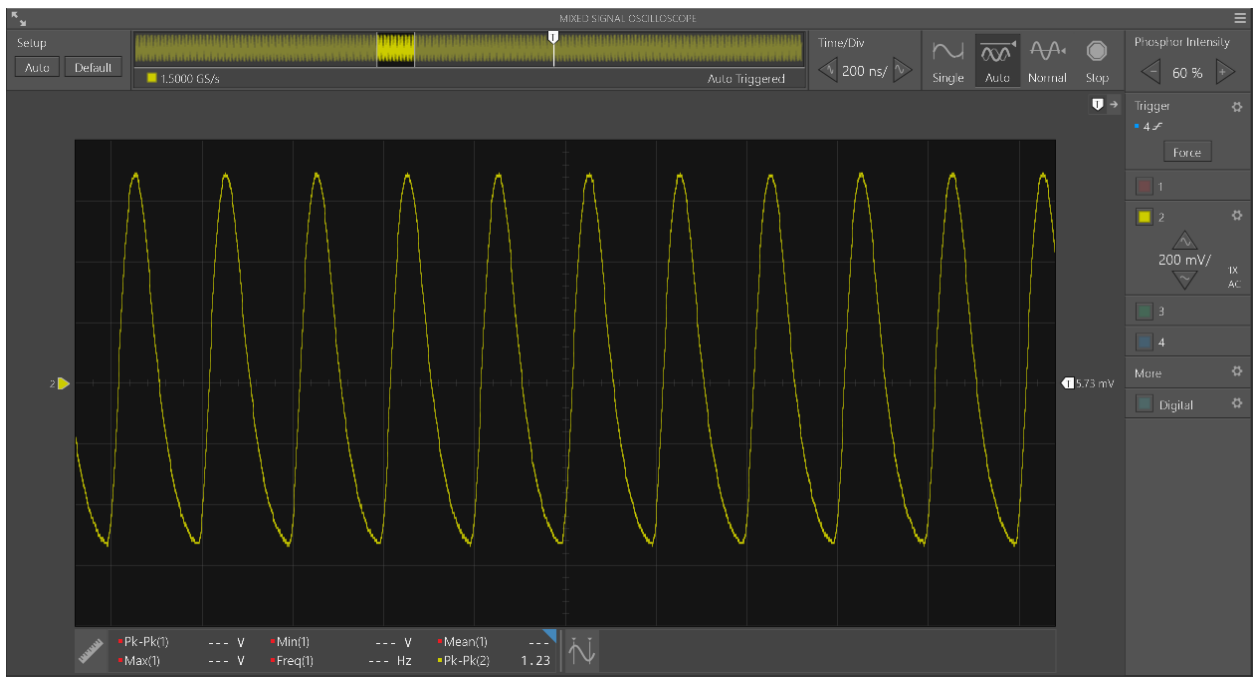 MIXED SIGNAL OSCILLOSCOPE
Setup
Auto Default
T
1.5000 GS/s
Auto Triggered
Time/Div
200 ns/
Single Auto Normal Stop
Phosphor Intensity
- 60 % +
T
Trigger
4
Force
1
2
200 mV/
1X
AC
3
4
More
Digital
2
T 5.73 mV
Pk-Pk(1) --- V Min(1) --- V Mean(1) ---
Max(1) --- V Freq(1) --- Hz Pk-Pk(2) 1.23